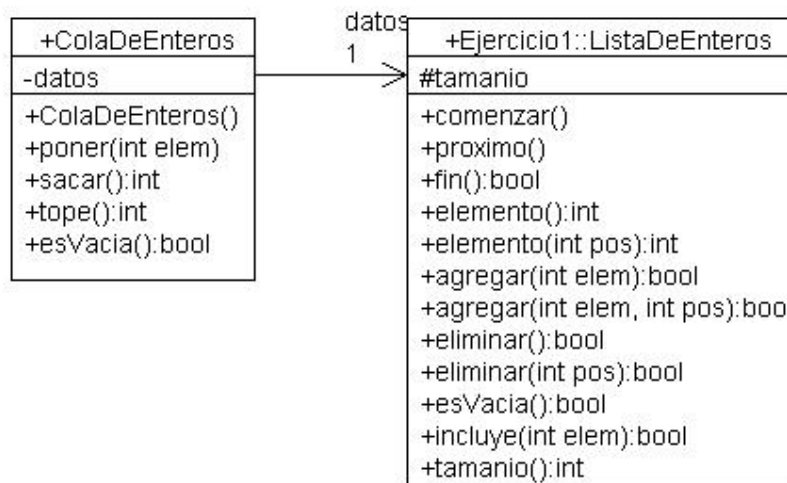 +ColaDeEnteros
-datos
+ColaDeEnteros()
+poner(int elem)
+sacar():int
+tope():int
+esVacia():bool
datos
1
+Ejercicio1::ListaDeEnteros
#tamanio
+comenzar()
+proximo()
+fin():bool
+elemento():int
+elemento(int pos):int
+agregar(int elem):bool
+agregar(int elem, int pos):boo
+eliminar():bool
+eliminar(int pos):bool
+esVacia():bool
+incluye(int elem):bool
+tamanio():int